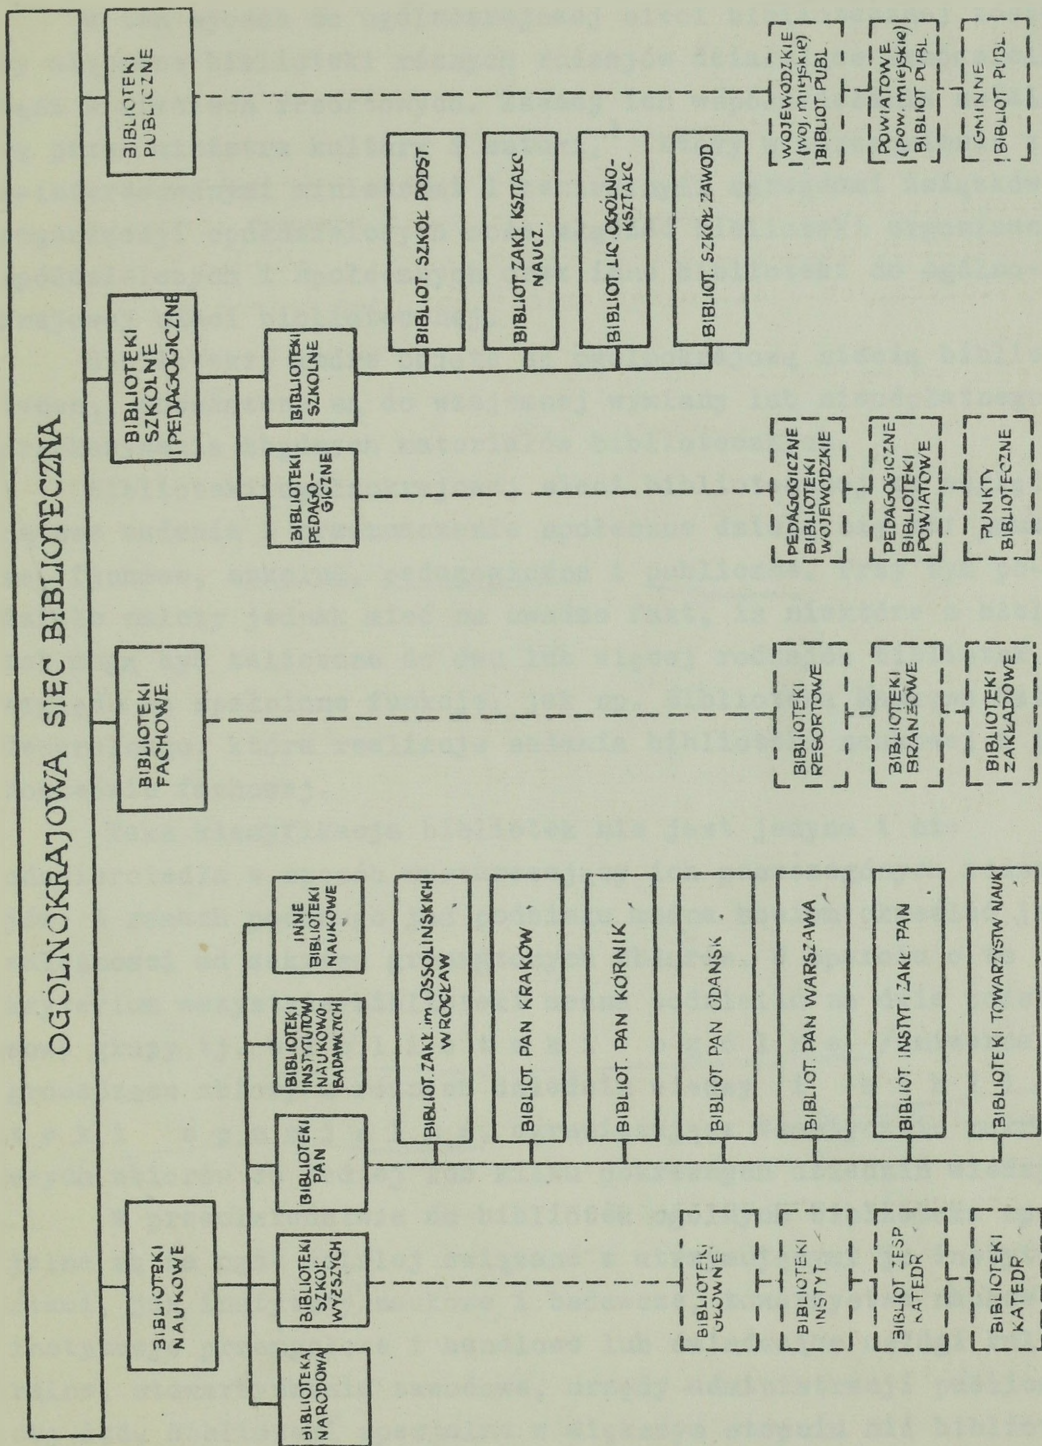 OGÓLNOKRAJOWA SIEĆ BIBLIOTECZNA
BIBLIOTEKI
NAUKOWE
BIBLIOTEKI
FACHOWE
BIBLIOTEKI
SZKOLNE
I PEDAGOGICZNE
BIBLIOTEKI
PUBLICZNE
BIBLIOTEKA
NARODOWA
BIBLIOTEKI
SZKÓŁ
WYŻSZYCH
BIBLIOTEKI
PAN
BIBLIOTEKI
INSTYTUTÓW
NAUKOWO-
BADAWCZYCH
INNE
BIBLIOTEKI
NAUKOWE
BIBLIOTEKI
PEDAGO-
GICZNE
BIBLIOTEKI
SZKOLNE
BIBLIOT. ZAKŁ. im OSSOLIŃSKICH
WROCŁAW
BIBLIOT. PAN KRAKÓW
BIBLIOT. PAN KÓRNIK
BIBLIOT. PAN GDAŃSK
BIBLIOT. PAN WARSZAWA
BIBLIOT. INSTYT. I ZAKŁ. PAN
BIBLIOTEKI TOWARZYSTW NAUK.
BIBLIOT. SZKÓŁ PODST.
BIBLIOT. ZAKŁ. KSZTAŁC.
NAUCZ.
BIBLIOT. LIC. OGÓLNO-
KSZTAŁC.
BIBLIOT. SZKÓŁ ZAWOD.
BIBLIOTEKI
GŁÓWNE
BIBLIOTEKI
INSTYT.
BIBLIOT ZESP
KATEDR
BIBLIOTEKI
KATEDR
BIBLIOTEKI
RESORTOWE
BIBLIOTEKI
BRANŻOWE
BIBLIOTEKI
ZAKŁADOWE
PEDAGOGICZNE
BIBLIOTEKI
WOJEWÓDZKIE
PEDAGOGICZNE
BIBLIOTEKI
POWIATOWE
PUNKTY
BIBLIOTECZNE
WOJEWÓDZKIE
(woj. miejskie)
BIBLIOT PUBL.
POWIATOWE
(pow. miejskie)
BIBLIOT PUBL.
GMINNE
BIBLIOT PUBL.